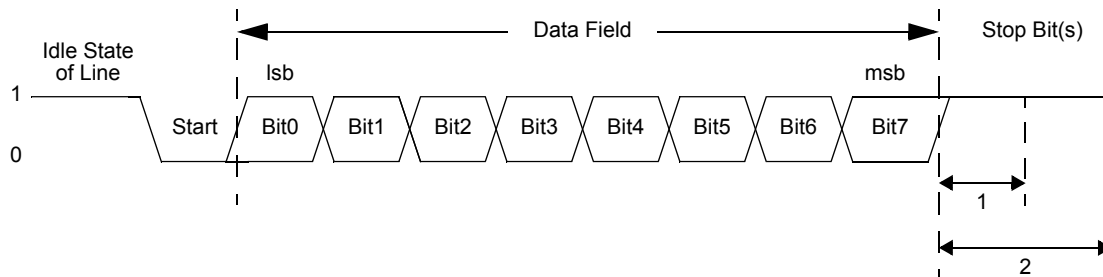 Data Field
Stop Bit(s)
Idle State
of Line
lsb
msb
1
Start
Bit0
Bit1
Bit2
Bit3
Bit4
Bit5
Bit6
Bit7
0
1
2